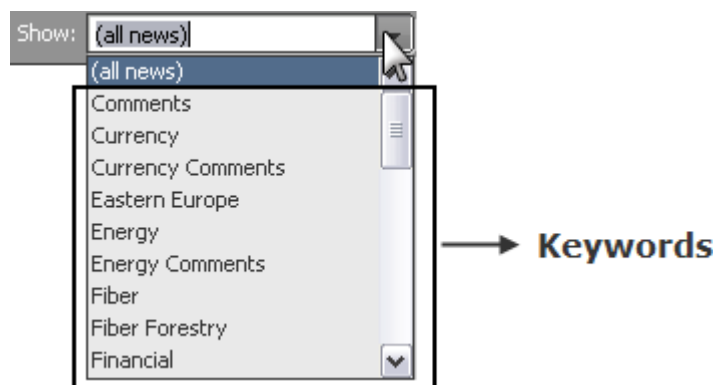 Show: (all news)
(all news)
Comments
Currency
Currency Comments
Eastern Europe
Energy
Energy Comments
Keywords
Fiber
Fiber Forestry
Financial